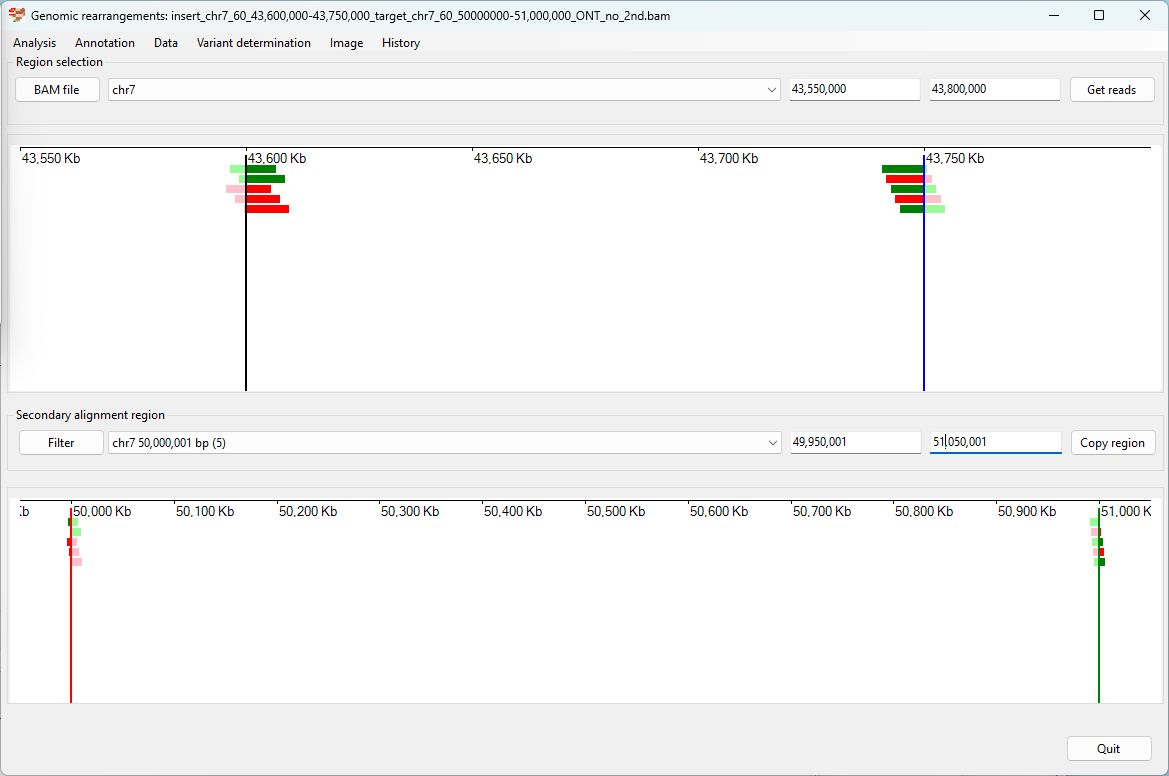 Genomic rearrangements: insert_chr7_60_43,600,000-43,750,000_target_chr7_60_50000000-51,000,000_ONT_no_2nd.bam
Analysis Annotation Data Variant determination Image History
Region selection
BAM file chr7 43,550,000 43,800,000 Get reads
43,550 Kb 43,600 Kb 43,650 Kb 43,700 Kb 43,750 Kb
Secondary alignment region
Filter chr7 50,000,001 bp (5) 49,950,001 51,050,001 Copy region
b 50,000 Kb 50,100 Kb 50,200 Kb 50,300 Kb 50,400 Kb 50,500 Kb 50,600 Kb 50,700 Kb 50,800 Kb 50,900 Kb 51,000 K
Quit